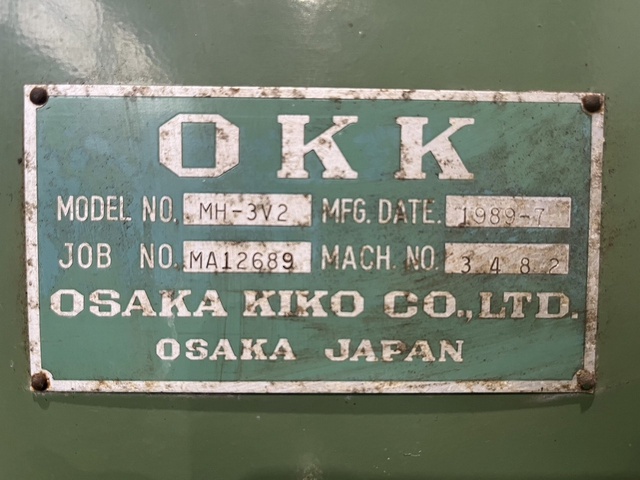 OKK
MODEL NO. MH-3V2 MFG. DATE. 1989-7
JOB NO. MA12689 MACH. NO. 3482
OSAKA KIKO CO., LTD.
OSAKA JAPAN